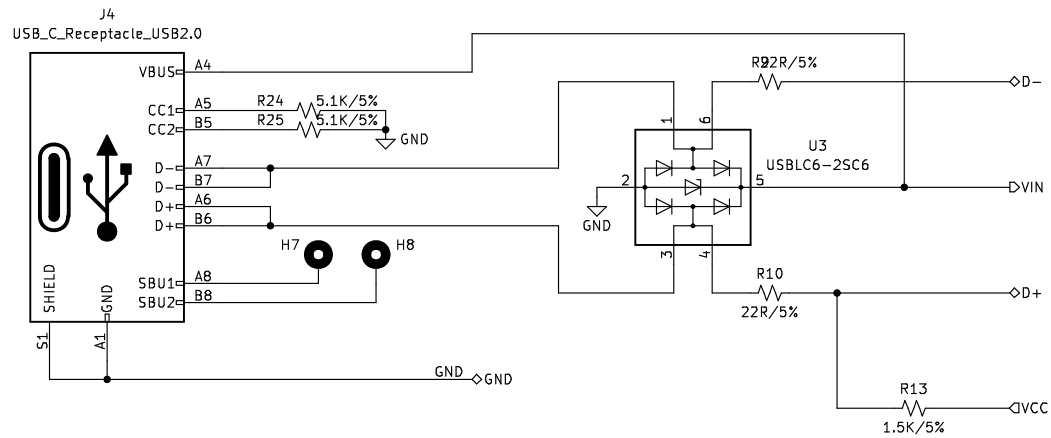 J4
USB_C_Receptacle_USB2.0
VBUS
A4
CC1
A5
R24
5.1K/5%
CC2
B5
R25
5.1K/5%
GND
D-
A7
D-
B7
D+
A6
D+
B6
H7
H8
SBU1
A8
SBU2
B8
SHIELD
GND
S1
A1
GND
GND
R9
22R/5%
D-
1
6
U3
USBLC6-2SC6
2
5
VIN
GND
3
4
R10
22R/5%
D+
R13
1.5K/5%
VCC